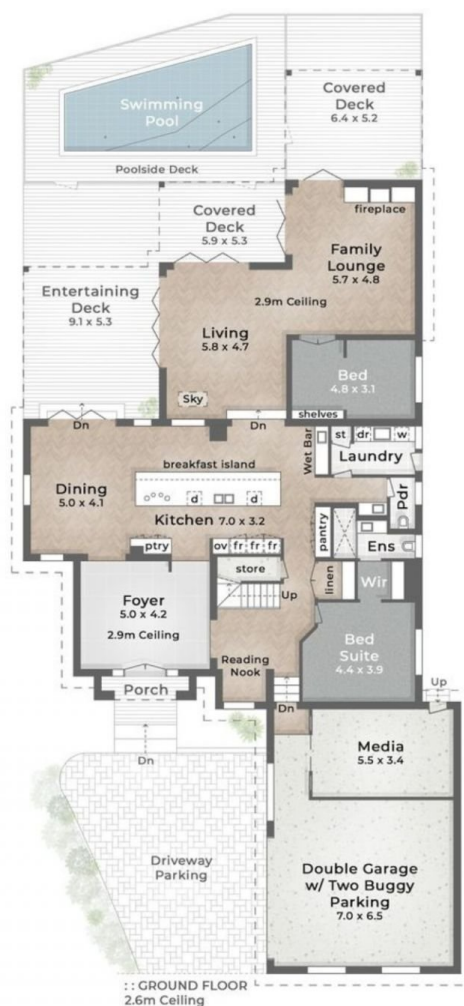 Swimming
Pool
Covered
Deck
6.4 x 5.2
Poolside Deck
fireplace
Covered
Deck
5.9 x 5.3
Family
Lounge
5.7 x 4.8
Entertaining
Deck
9.1 x 5.3
2.9m Ceiling
Living
5.8 x 4.7
Bed
4.8 x 3.1
Sky
shelves
Dn
Dn
Wet Bar
st
dr
w
Laundry
breakfast island
Dining
5.0 x 4.1
d
d
Pdr
Kitchen 7.0 x 3.2
pantry
ptry
ov
fr
fr
fr
Ens
store
linen
Wir
Foyer
5.0 x 4.2
2.9m Ceiling
Up
Bed
Suite
4.4 x 3.9
Reading
Nook
Porch
Up
Dn
Dn
Media
5.5 x 3.4
Driveway
Parking
Double Garage
w/ Two Buggy
Parking
7.0 x 6.5
:: GROUND FLOOR
2.6m Ceiling